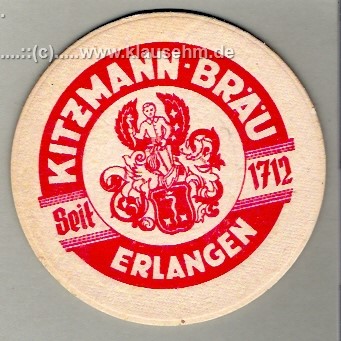 ....::(c).....www.klausehm.de
KITZMANN-BRÄU
Seit 1712
ERLANGEN